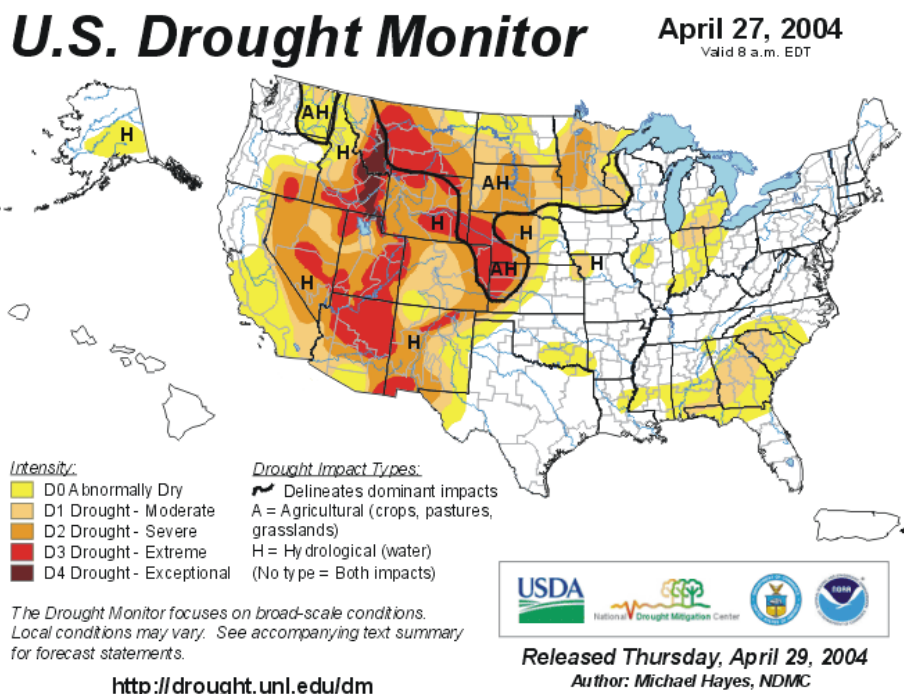 U.S. Drought Monitor
April 27, 2004
Valid 8 a.m. EDT
H
AH
H
AH
H
H
AH
H
H
H
Intensity:
D0 Abnormally Dry
D1 Drought - Moderate
D2 Drought - Severe
D3 Drought - Extreme
D4 Drought - Exceptional
Drought Impact Types:
Delineates dominant impacts
A = Agricultural (crops, pastures,
grasslands)
H = Hydrological (water)
(No type = Both impacts)
The Drought Monitor focuses on broad-scale conditions.
Local conditions may vary. See accompanying text summary
for forecast statements.
http://drought.unl.edu/dm
USDA
National Drought Mitigation Center
NOAA
Released Thursday, April 29, 2004
Author: Michael Hayes, NDMC